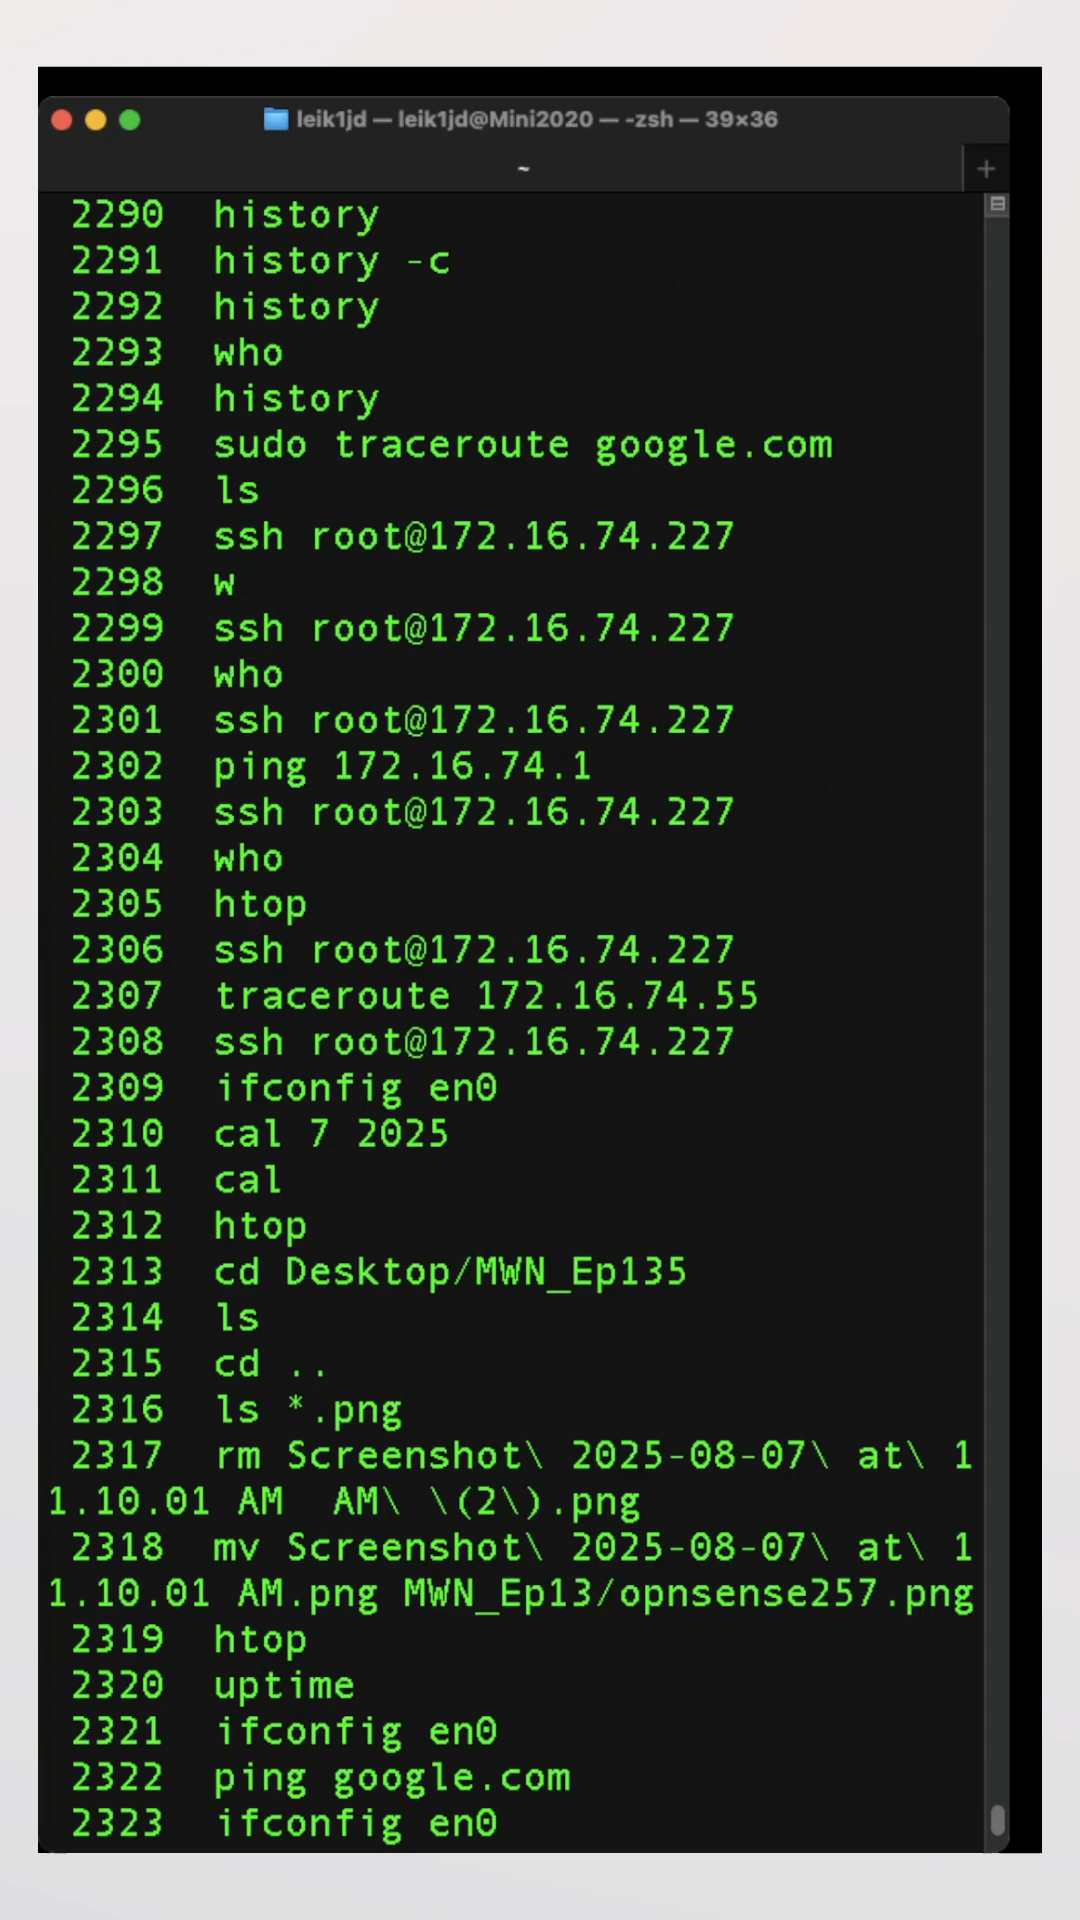 leik1jd — leik1jd@Mini2020 — -zsh — 39×36
~
+
2290 history
2291 history -c
2292 history
2293 who
2294 history
2295 sudo traceroute google.com
2296 ls
2297 ssh root@172.16.74.227
2298 w
2299 ssh root@172.16.74.227
2300 who
2301 ssh root@172.16.74.227
2302 ping 172.16.74.1
2303 ssh root@172.16.74.227
2304 who
2305 htop
2306 ssh root@172.16.74.227
2307 traceroute 172.16.74.55
2308 ssh root@172.16.74.227
2309 ifconfig en0
2310 cal 7 2025
2311 cal
2312 htop
2313 cd Desktop/MWN_Ep135
2314 ls
2315 cd ..
2316 ls *.png
2317 rm Screenshot\ 2025-08-07\ at\ 1
1.10.01 AM  AM\ \(2\).png
2318 mv Screenshot\ 2025-08-07\ at\ 1
1.10.01 AM.png MWN_Ep13/opnsense257.png
2319 htop
2320 uptime
2321 ifconfig en0
2322 ping google.com
2323 ifconfig en0